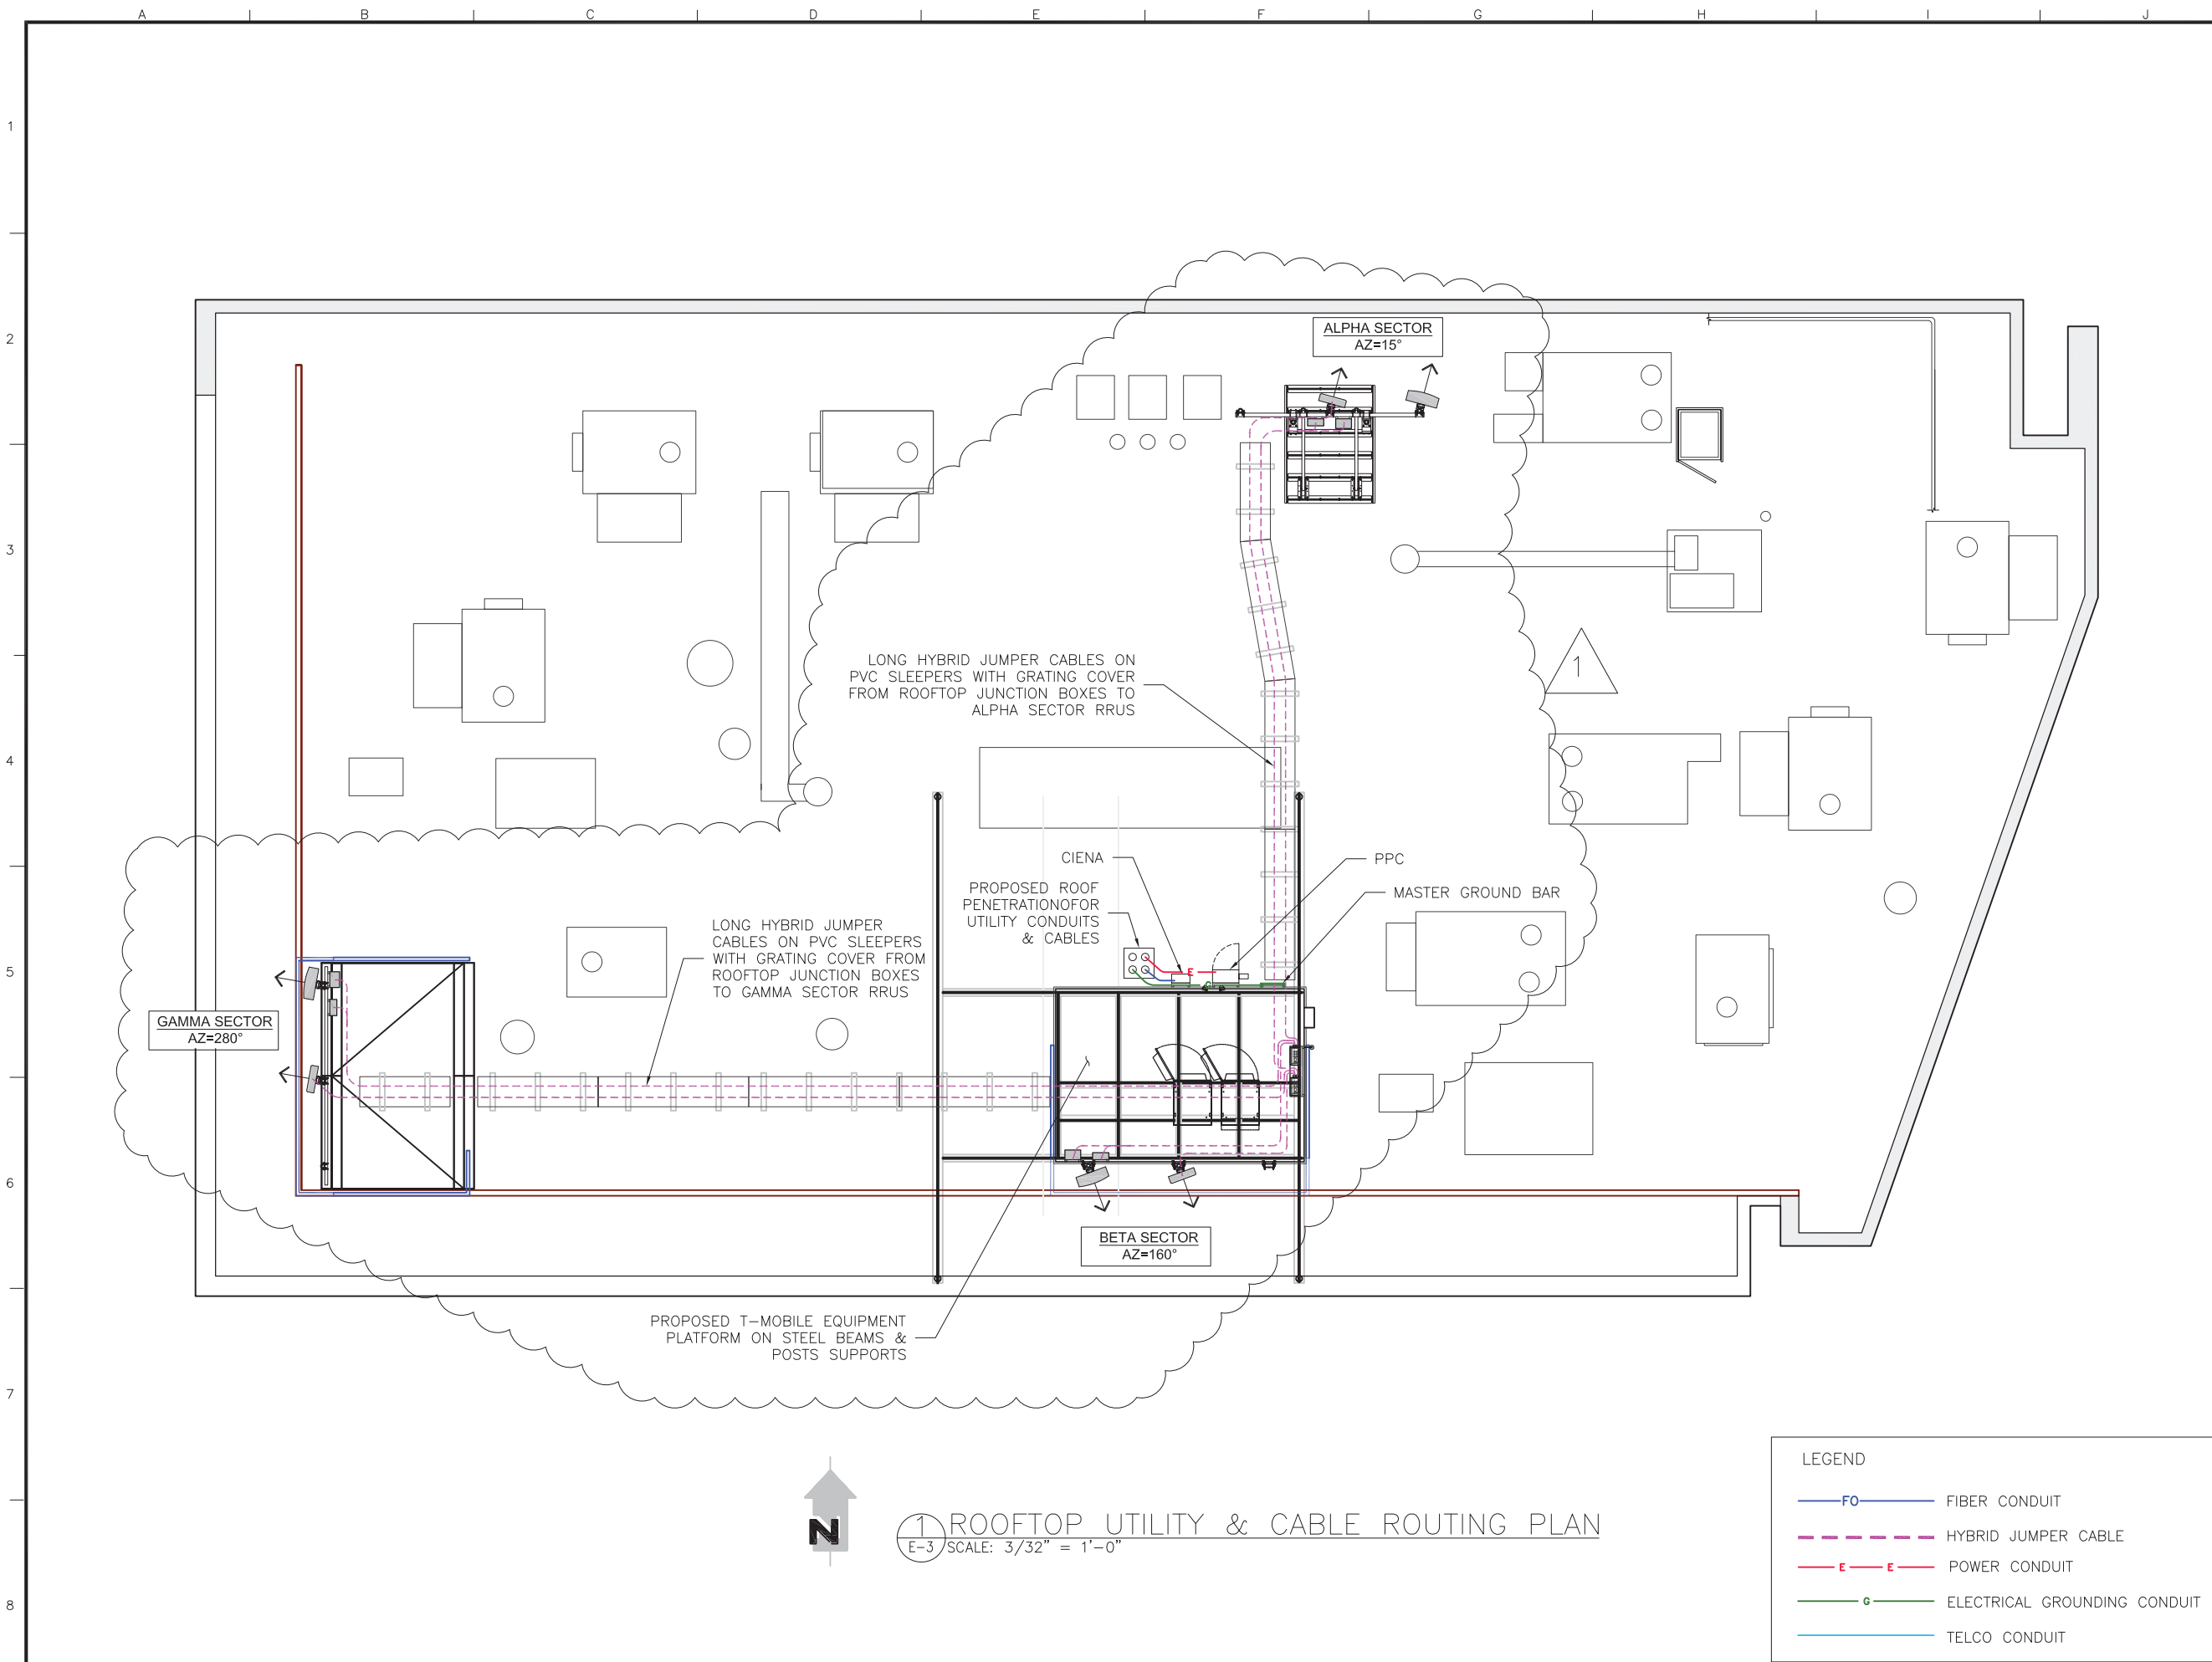 A B C D E F G H I J
1
2
3
4
5
6
7
8
ALPHA SECTOR
AZ=15°
1
LONG HYBRID JUMPER CABLES ON
PVC SLEEPERS WITH GRATING COVER
FROM ROOFTOP JUNCTION BOXES TO
ALPHA SECTOR RRUS
CIENA
PPC
PROPOSED ROOF
PENETRATIONOFOR
UTILITY CONDUITS
& CABLES
MASTER GROUND BAR
LONG HYBRID JUMPER
CABLES ON PVC SLEEPERS
WITH GRATING COVER FROM
ROOFTOP JUNCTION BOXES
TO GAMMA SECTOR RRUS
E
G
GAMMA SECTOR
AZ=280°
BETA SECTOR
AZ=160°
PROPOSED T-MOBILE EQUIPMENT
PLATFORM ON STEEL BEAMS &
POSTS SUPPORTS
N
1 ROOFTOP UTILITY & CABLE ROUTING PLAN
E-3 SCALE: 3/32" = 1'-0"
LEGEND
FO FIBER CONDUIT
HYBRID JUMPER CABLE
E E POWER CONDUIT
G ELECTRICAL GROUNDING CONDUIT
TELCO CONDUIT